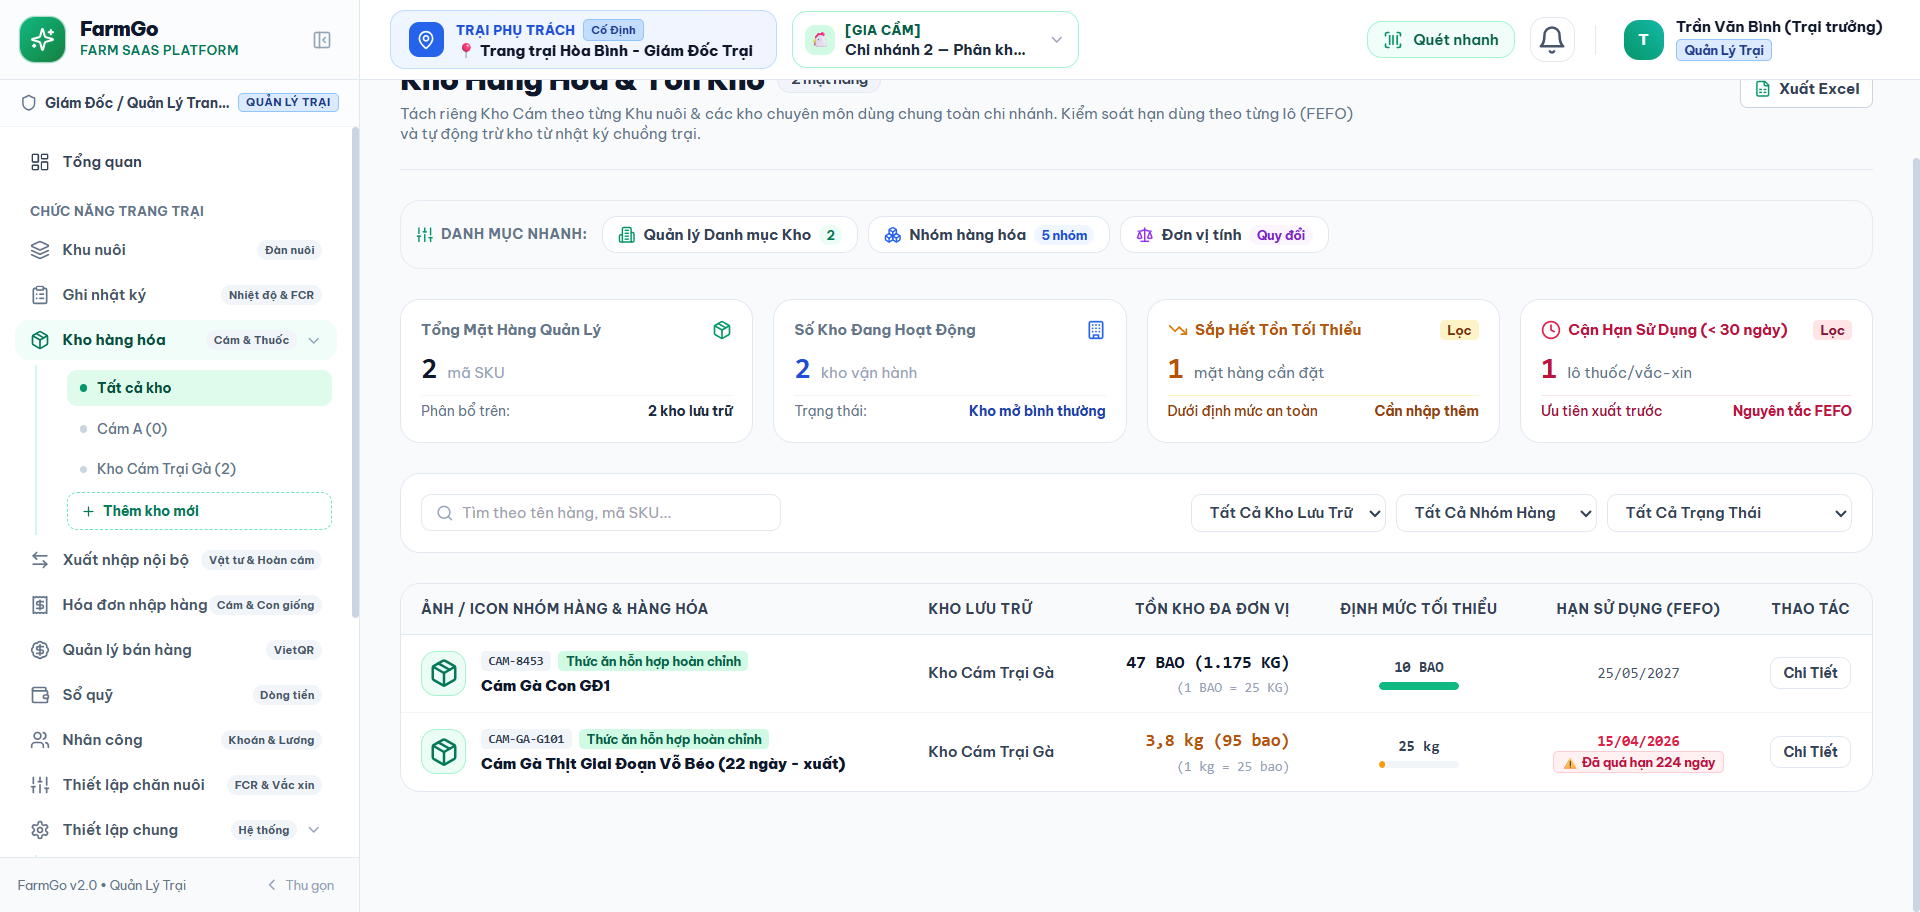 FarmGo
FARM SAAS PLATFORM
TRẠI PHỤ TRÁCH Cố Định
Trang trại Hòa Bình - Giám Đốc Trại
[GIA CẦM]
Chi nhánh 2 — Phân kh...
Quét nhanh
T
Trần Văn Bình (Trại trưởng)
Quản Lý Trại
Giám Đốc / Quản Lý Tran... QUẢN LÝ TRẠI
Tổng quan
CHỨC NĂNG TRANG TRẠI
Khu nuôi Đàn nuôi
Ghi nhật ký Nhiệt độ & FCR
Kho hàng hóa Cám & Thuốc
Tất cả kho
Cám A (0)
Kho Cám Trại Gà (2)
+ Thêm kho mới
Xuất nhập nội bộ Vật tư & Hoàn cám
Hóa đơn nhập hàng Cám & Con giống
Quản lý bán hàng VietQR
Sổ quỹ Dòng tiền
Nhân công Khoán & Lương
Thiết lập chăn nuôi FCR & Vắc xin
Thiết lập chung Hệ thống
FarmGo v2.0 • Quản Lý Trại Thu gọn
Kho Hàng Hóa & Tồn Kho 2 mặt hàng
Xuất Excel
Tách riêng Kho Cám theo từng Khu nuôi & các kho chuyên môn dùng chung toàn chi nhánh. Kiểm soát hạn dùng theo từng lô (FEFO)
và tự động trừ kho từ nhật ký chuồng trại.
DANH MỤC NHANH: Quản lý Danh mục Kho 2 Nhóm hàng hóa 5 nhóm Đơn vị tính Quy đổi
Tổng Mặt Hàng Quản Lý
2 mã SKU
Phân bổ trên: 2 kho lưu trữ
Số Kho Đang Hoạt Động
2 kho vận hành
Trạng thái: Kho mở bình thường
Sắp Hết Tồn Tối Thiểu Lọc
1 mặt hàng cần đặt
Dưới định mức an toàn Cần nhập thêm
Cận Hạn Sử Dụng (< 30 ngày) Lọc
1 lô thuốc/vắc-xin
Ưu tiên xuất trước Nguyên tắc FEFO
Tìm theo tên hàng, mã SKU... Tất Cả Kho Lưu Trữ Tất Cả Nhóm Hàng Tất Cả Trạng Thái
ẢNH / ICON NHÓM HÀNG & HÀNG HÓA KHO LƯU TRỮ TỒN KHO ĐA ĐƠN VỊ ĐỊNH MỨC TỐI THIỂU HẠN SỬ DỤNG (FEFO) THAO TÁC
CAM-8453 Thức ăn hỗn hợp hoàn chỉnh
Cám Gà Con GĐ1
Kho Cám Trại Gà
47 BAO (1.175 KG)
(1 BAO = 25 KG)
10 BAO
25/05/2027
Chi Tiết
CAM-GA-G101 Thức ăn hỗn hợp hoàn chỉnh
Cám Gà Thịt Giai Đoạn Vỗ Béo (22 ngày - xuất)
Kho Cám Trại Gà
3,8 kg (95 bao)
(1 kg = 25 bao)
25 kg
15/04/2026
Đã quá hạn 224 ngày
Chi Tiết